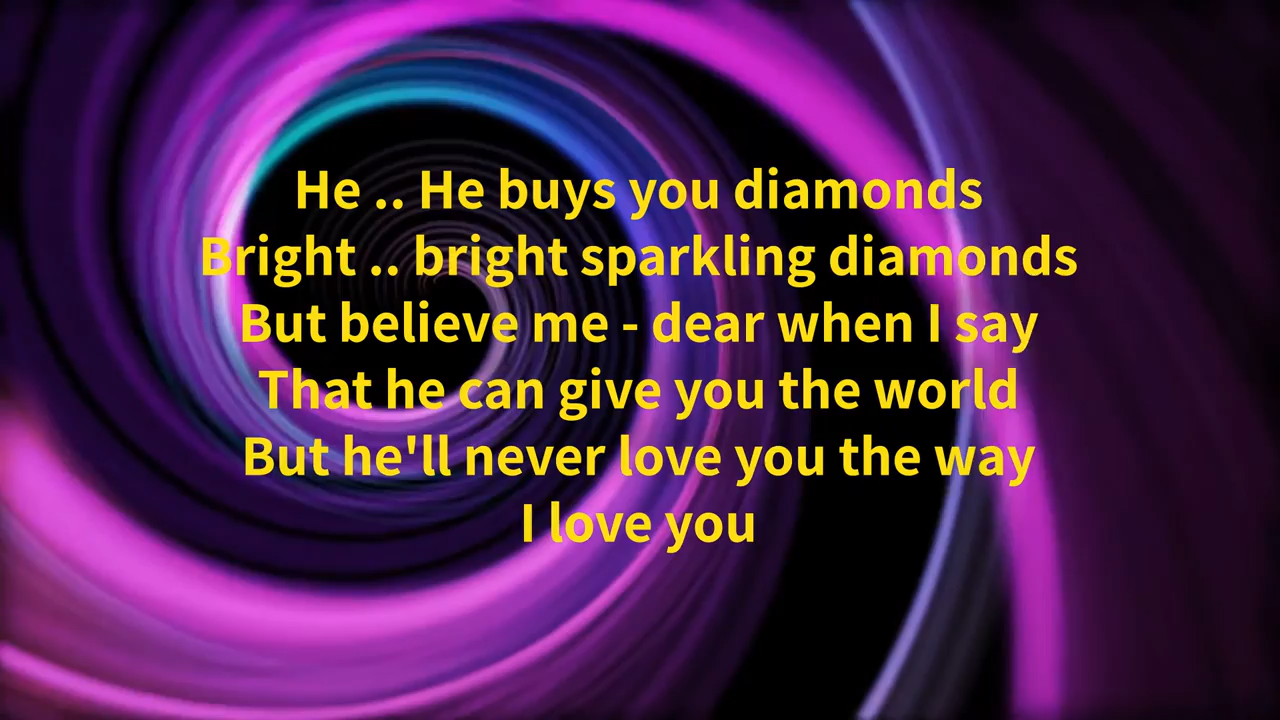 He .. He buys you diamonds
Bright .. bright sparkling diamonds
But believe me - dear when I say
That he can give you the world
But he'll never love you the way
I love you